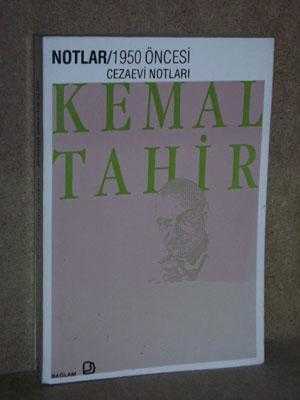 NOTLAR/1950 ÖNCESİ
CEZAEVİ NOTLARI
KEMAL
TAHİR
BAĞLAM